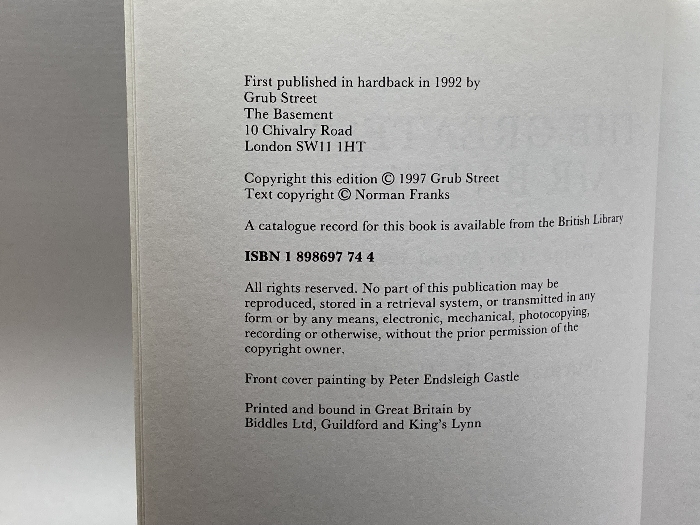 First published in hardback in 1992 by
Grub Street
The Basement
10 Chivalry Road
London SW11 1HT
Copyright this edition © 1997 Grub Street
Text copyright © Norman Franks
A catalogue record for this book is available from the British Library
ISBN 1 898697 74 4
All rights reserved. No part of this publication may be
reproduced, stored in a retrieval system, or transmitted in any
form or by any means, electronic, mechanical, photocopying,
recording or otherwise, without the prior permission of the
copyright owner.
Front cover painting by Peter Endsleigh Castle
Printed and bound in Great Britain by
Biddles Ltd, Guildford and King's Lynn